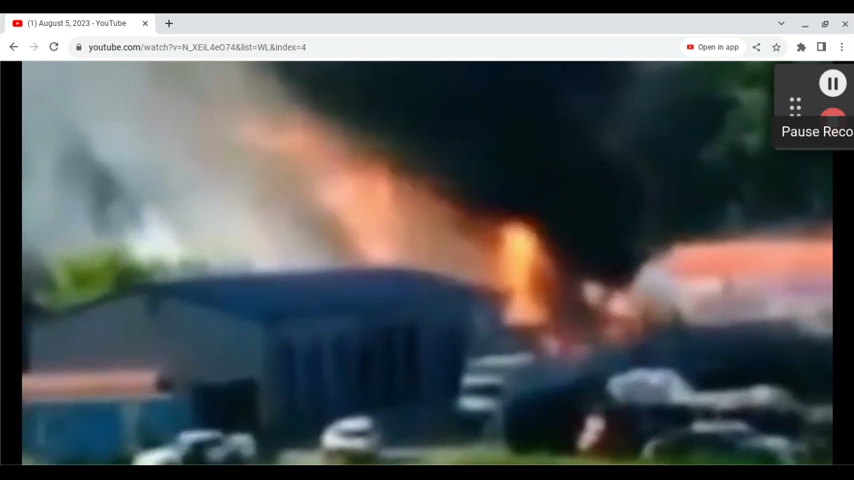 (1) August 5, 2023 - YouTube
youtube.com/watch?v=N_XEiL4eO74&list=WL&index=4
Open in app
Pause Reco